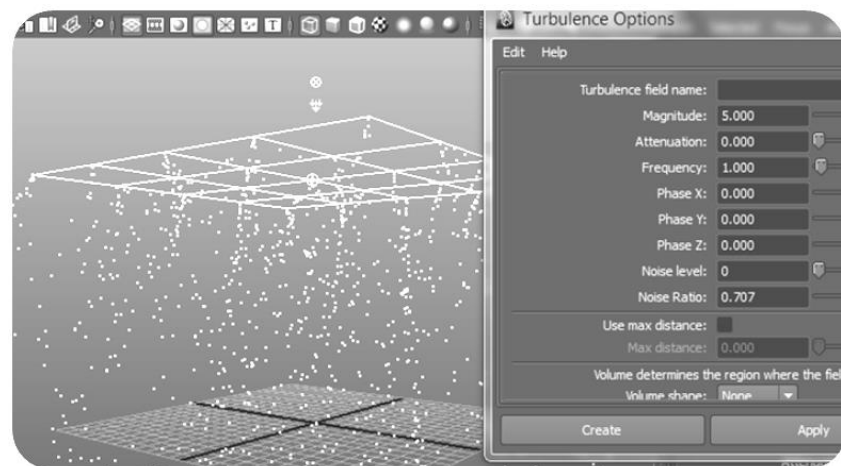 Turbulence Options
Edit Help
Turbulence field name:
Magnitude: 5.000
Attenuation: 0.000
Frequency: 1.000
Phase X: 0.000
Phase Y: 0.000
Phase Z: 0.000
Noise level: 0
Noise Ratio: 0.707
Use max distance:
Max distance: 0.000
Volume determines the region where the fiel
Volume shape: None
Create Apply